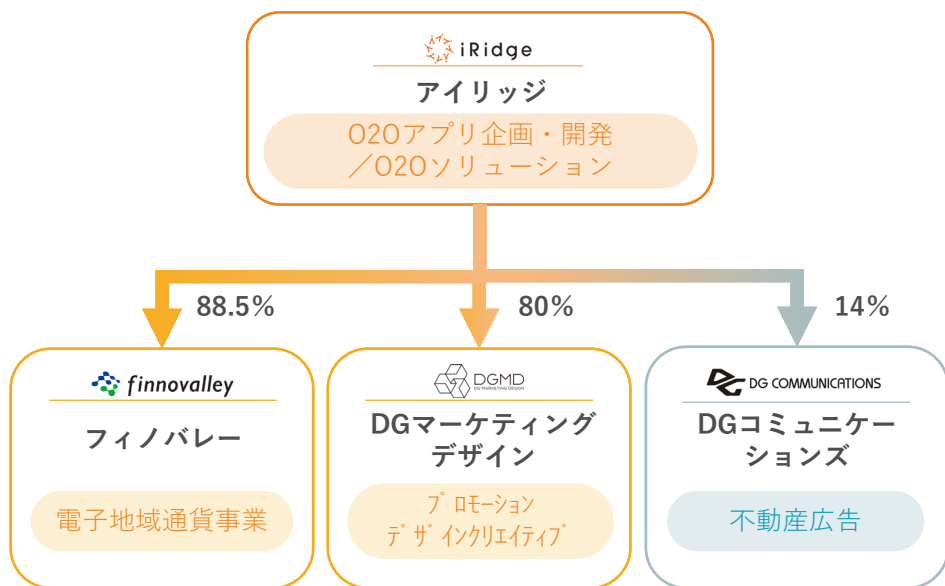 iRidge
アイリッジ
O2Oアプリ企画・開発
／O2Oソリューション
88.5%
80%
14%
finnovalley
フィノバレー
電子地域通貨事業
DGMD
DG MARKETING DESIGN
DGマーケティング
デザイン
ﾌﾟﾛﾓｰｼｮﾝ
ﾃﾞｻﾞｲﾝｸﾘｴｲﾃｨﾌﾞ
DG COMMUNICATIONS
DGコミュニケー
ションズ
不動産広告